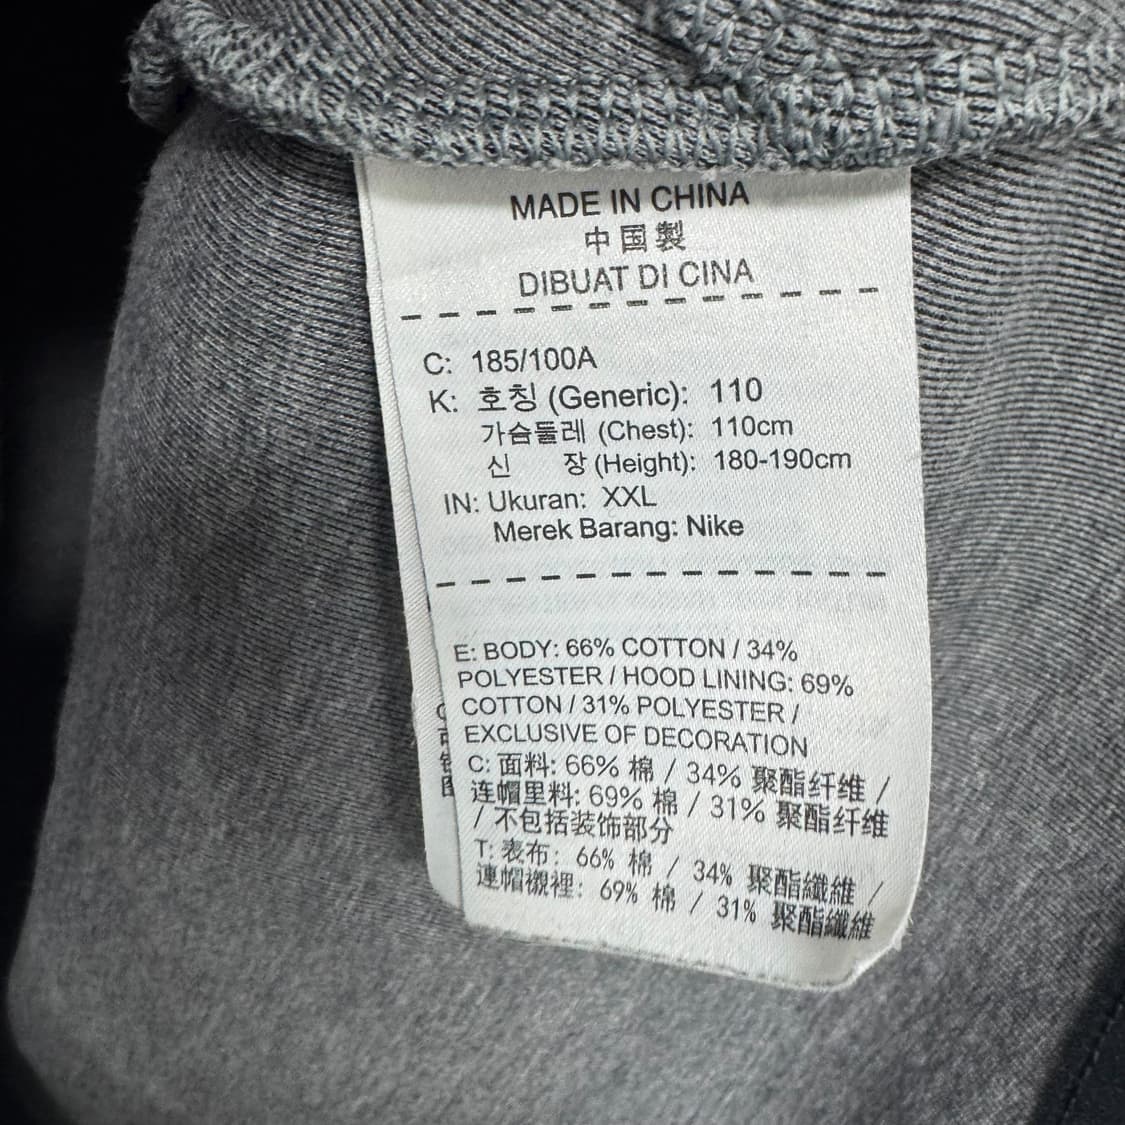 MADE IN CHINA
中国製
DIBUAT DI CINA
C: 185/100A
K: 호칭 (Generic): 110
가슴둘레 (Chest): 110cm
신 장 (Height): 180-190cm
IN: Ukuran: XXL
Merek Barang: Nike
E: BODY: 66% COTTON / 34%
POLYESTER / HOOD LINING: 69%
COTTON / 31% POLYESTER /
EXCLUSIVE OF DECORATION
C: 面料: 66% 棉 / 34% 聚酯纤维 /
连帽里料: 69% 棉 / 31% 聚酯纤维
/ 不包括装饰部分
T: 表布: 66% 棉 / 34% 聚酯纖維 /
連帽襯裡: 69% 棉 / 31% 聚酯纖維